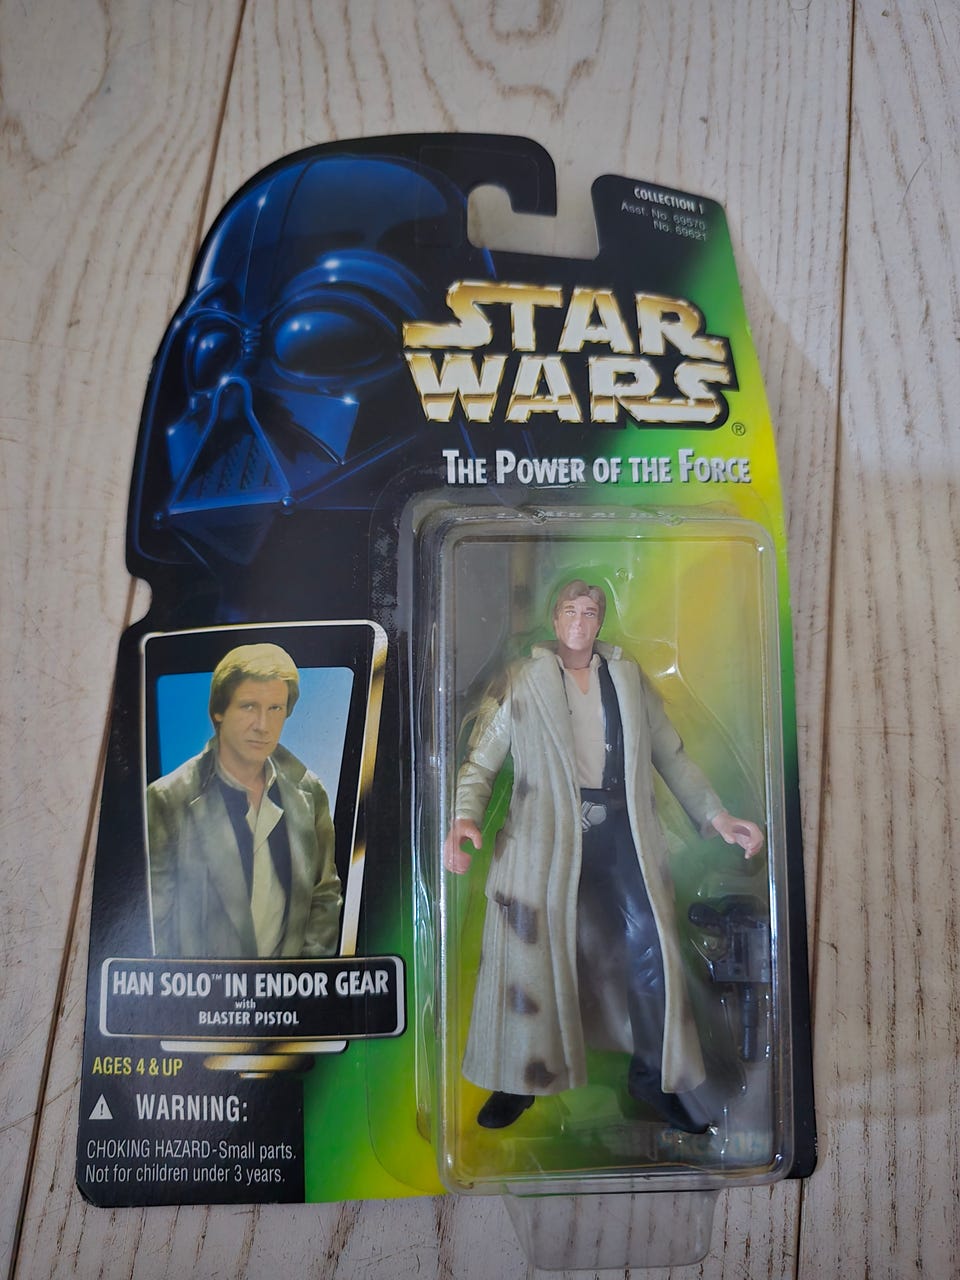 COLLECTION 1
Asst. No. 69570
No. 69621
STAR
WARS®
THE POWER OF THE FORCE
HAN SOLO™ IN ENDOR GEAR
with
BLASTER PISTOL
AGES 4 & UP
WARNING:
CHOKING HAZARD-Small parts.
Not for children under 3 years.